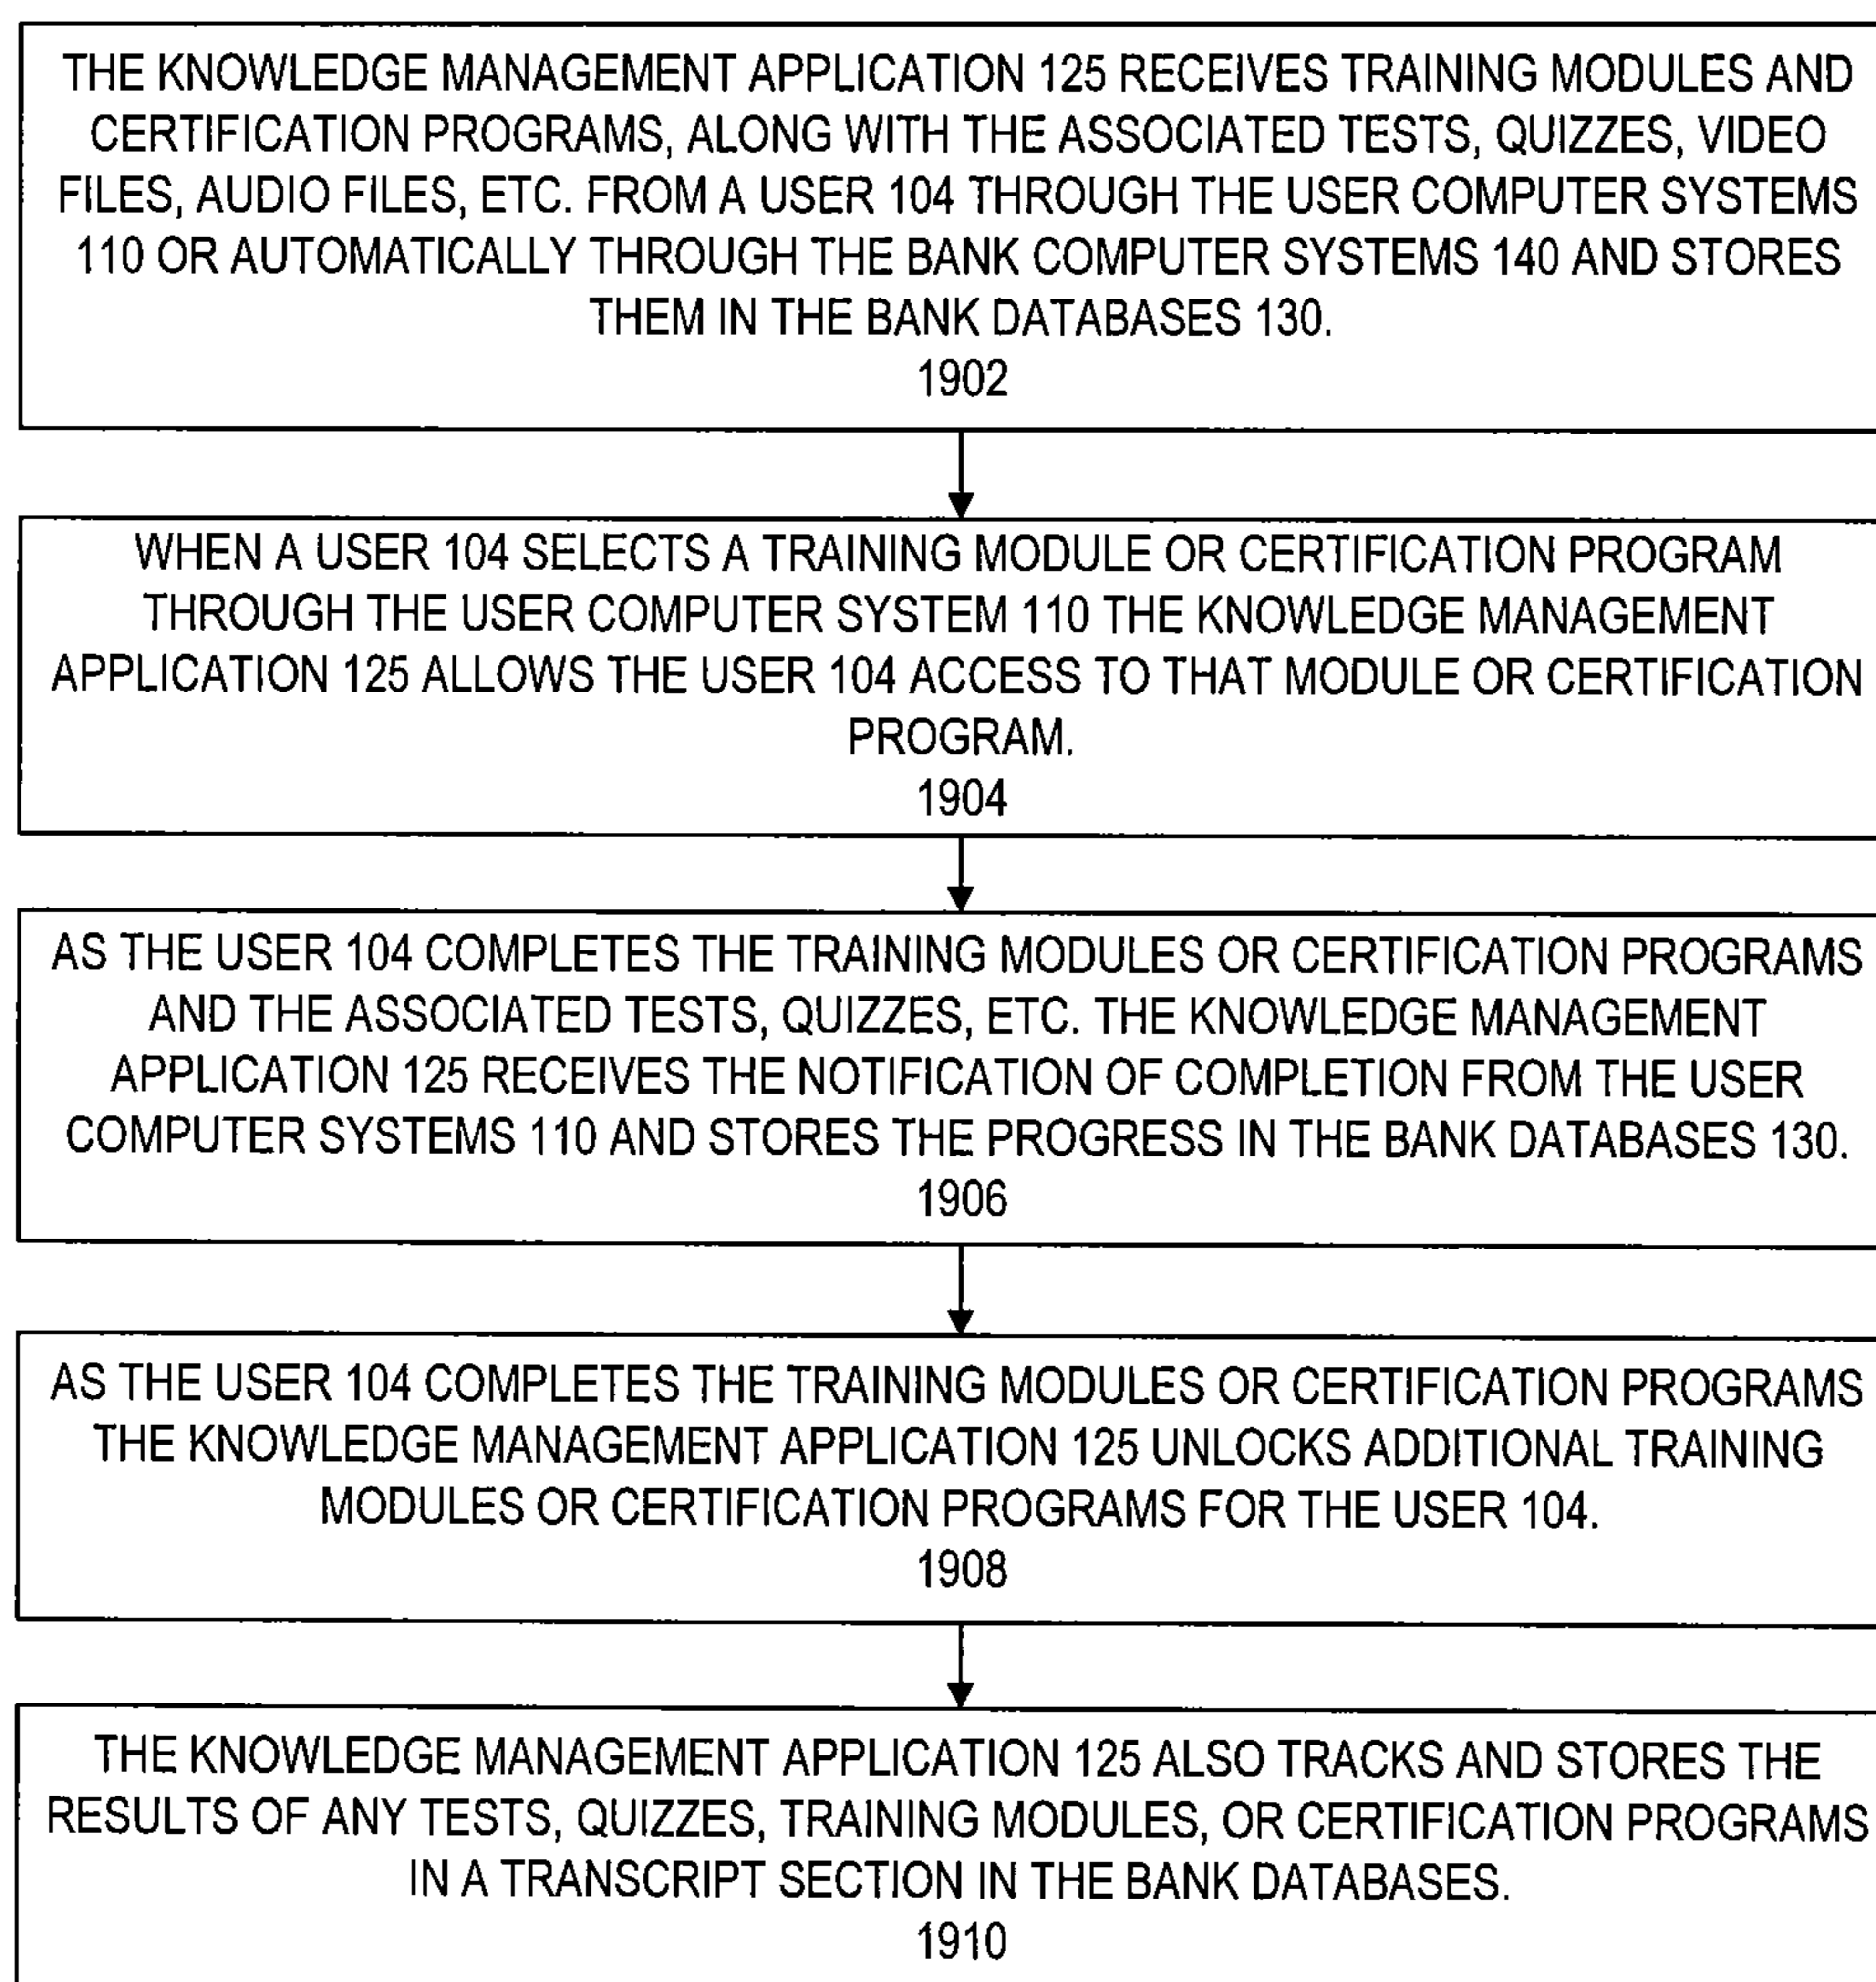 THE KNOWLEDGE MANAGEMENT APPLICATION 125 RECEIVES TRAINING MODULES AND
CERTIFICATION PROGRAMS, ALONG WITH THE ASSOCIATED TESTS, QUIZZES, VIDEO
FILES, AUDIO FILES, ETC. FROM A USER 104 THROUGH THE USER COMPUTER SYSTEMS
110 OR AUTOMATICALLY THROUGH THE BANK COMPUTER SYSTEMS 140 AND STORES
THEM IN THE BANK DATABASES 130.
1902
WHEN A USER 104 SELECTS A TRAINING MODULE OR CERTIFICATION PROGRAM
THROUGH THE USER COMPUTER SYSTEM 110 THE KNOWLEDGE MANAGEMENT
APPLICATION 125 ALLOWS THE USER 104 ACCESS TO THAT MODULE OR CERTIFICATION
PROGRAM.
1904
AS THE USER 104 COMPLETES THE TRAINING MODULES OR CERTIFICATION PROGRAMS
AND THE ASSOCIATED TESTS, QUIZZES, ETC. THE KNOWLEDGE MANAGEMENT
APPLICATION 125 RECEIVES THE NOTIFICATION OF COMPLETION FROM THE USER
COMPUTER SYSTEMS 110 AND STORES THE PROGRESS IN THE BANK DATABASES 130.
1906
AS THE USER 104 COMPLETES THE TRAINING MODULES OR CERTIFICATION PROGRAMS
THE KNOWLEDGE MANAGEMENT APPLICATION 125 UNLOCKS ADDITIONAL TRAINING
MODULES OR CERTIFICATION PROGRAMS FOR THE USER 104.
1908
THE KNOWLEDGE MANAGEMENT APPLICATION 125 ALSO TRACKS AND STORES THE
RESULTS OF ANY TESTS, QUIZZES, TRAINING MODULES, OR CERTIFICATION PROGRAMS
IN A TRANSCRIPT SECTION IN THE BANK DATABASES.
1910